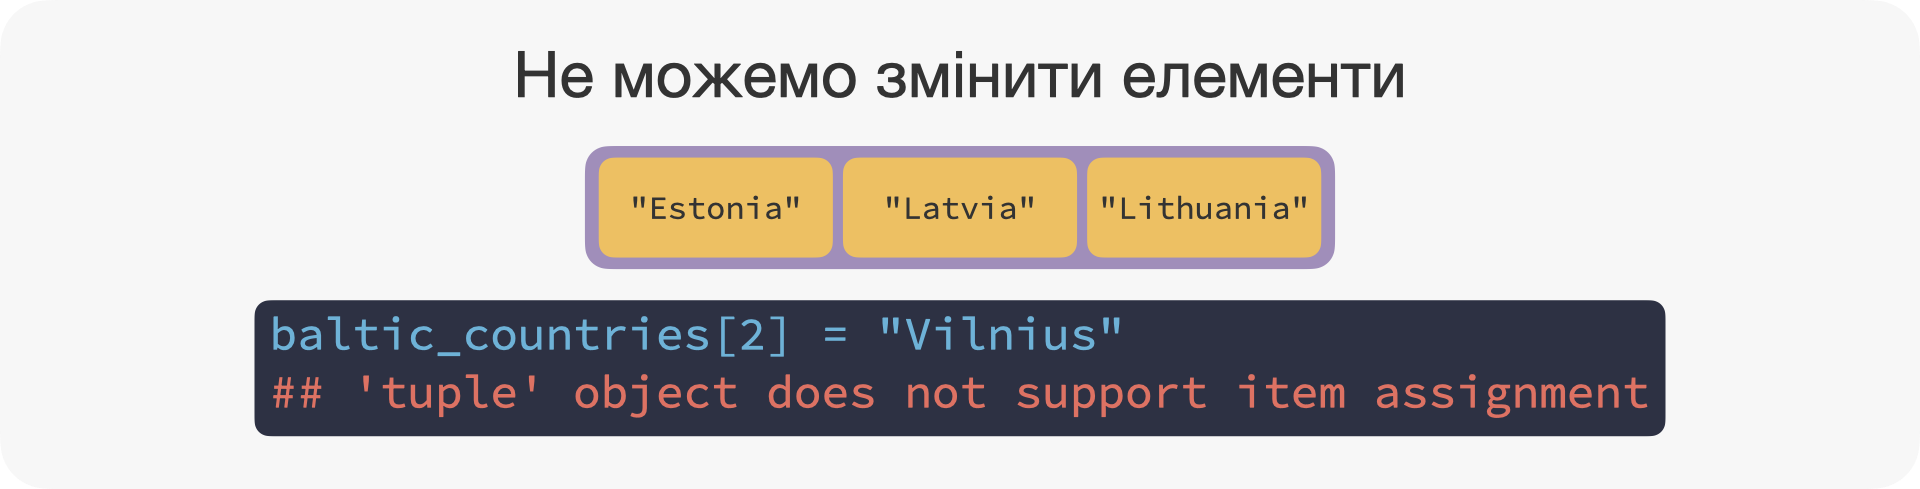 Не можемо змінити елементи
"Estonia" "Latvia" "Lithuania"
baltic_countries[2] = "Vilnius"
## 'tuple' object does not support item assignment